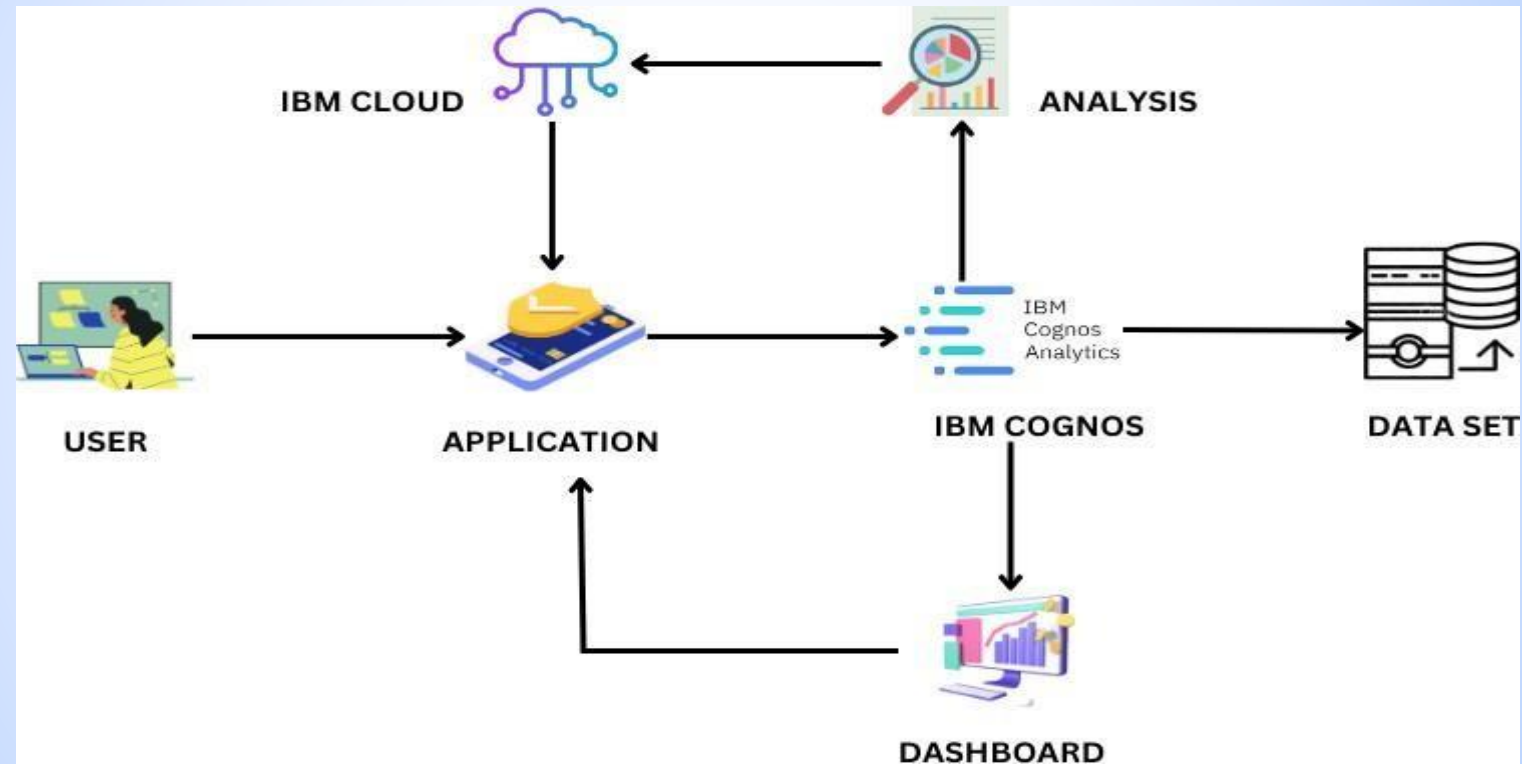 IBM CLOUD
ANALYSIS
IBM
Cognos
Analytics
USER
APPLICATION
IBM COGNOS
DATA SET
DASHBOARD